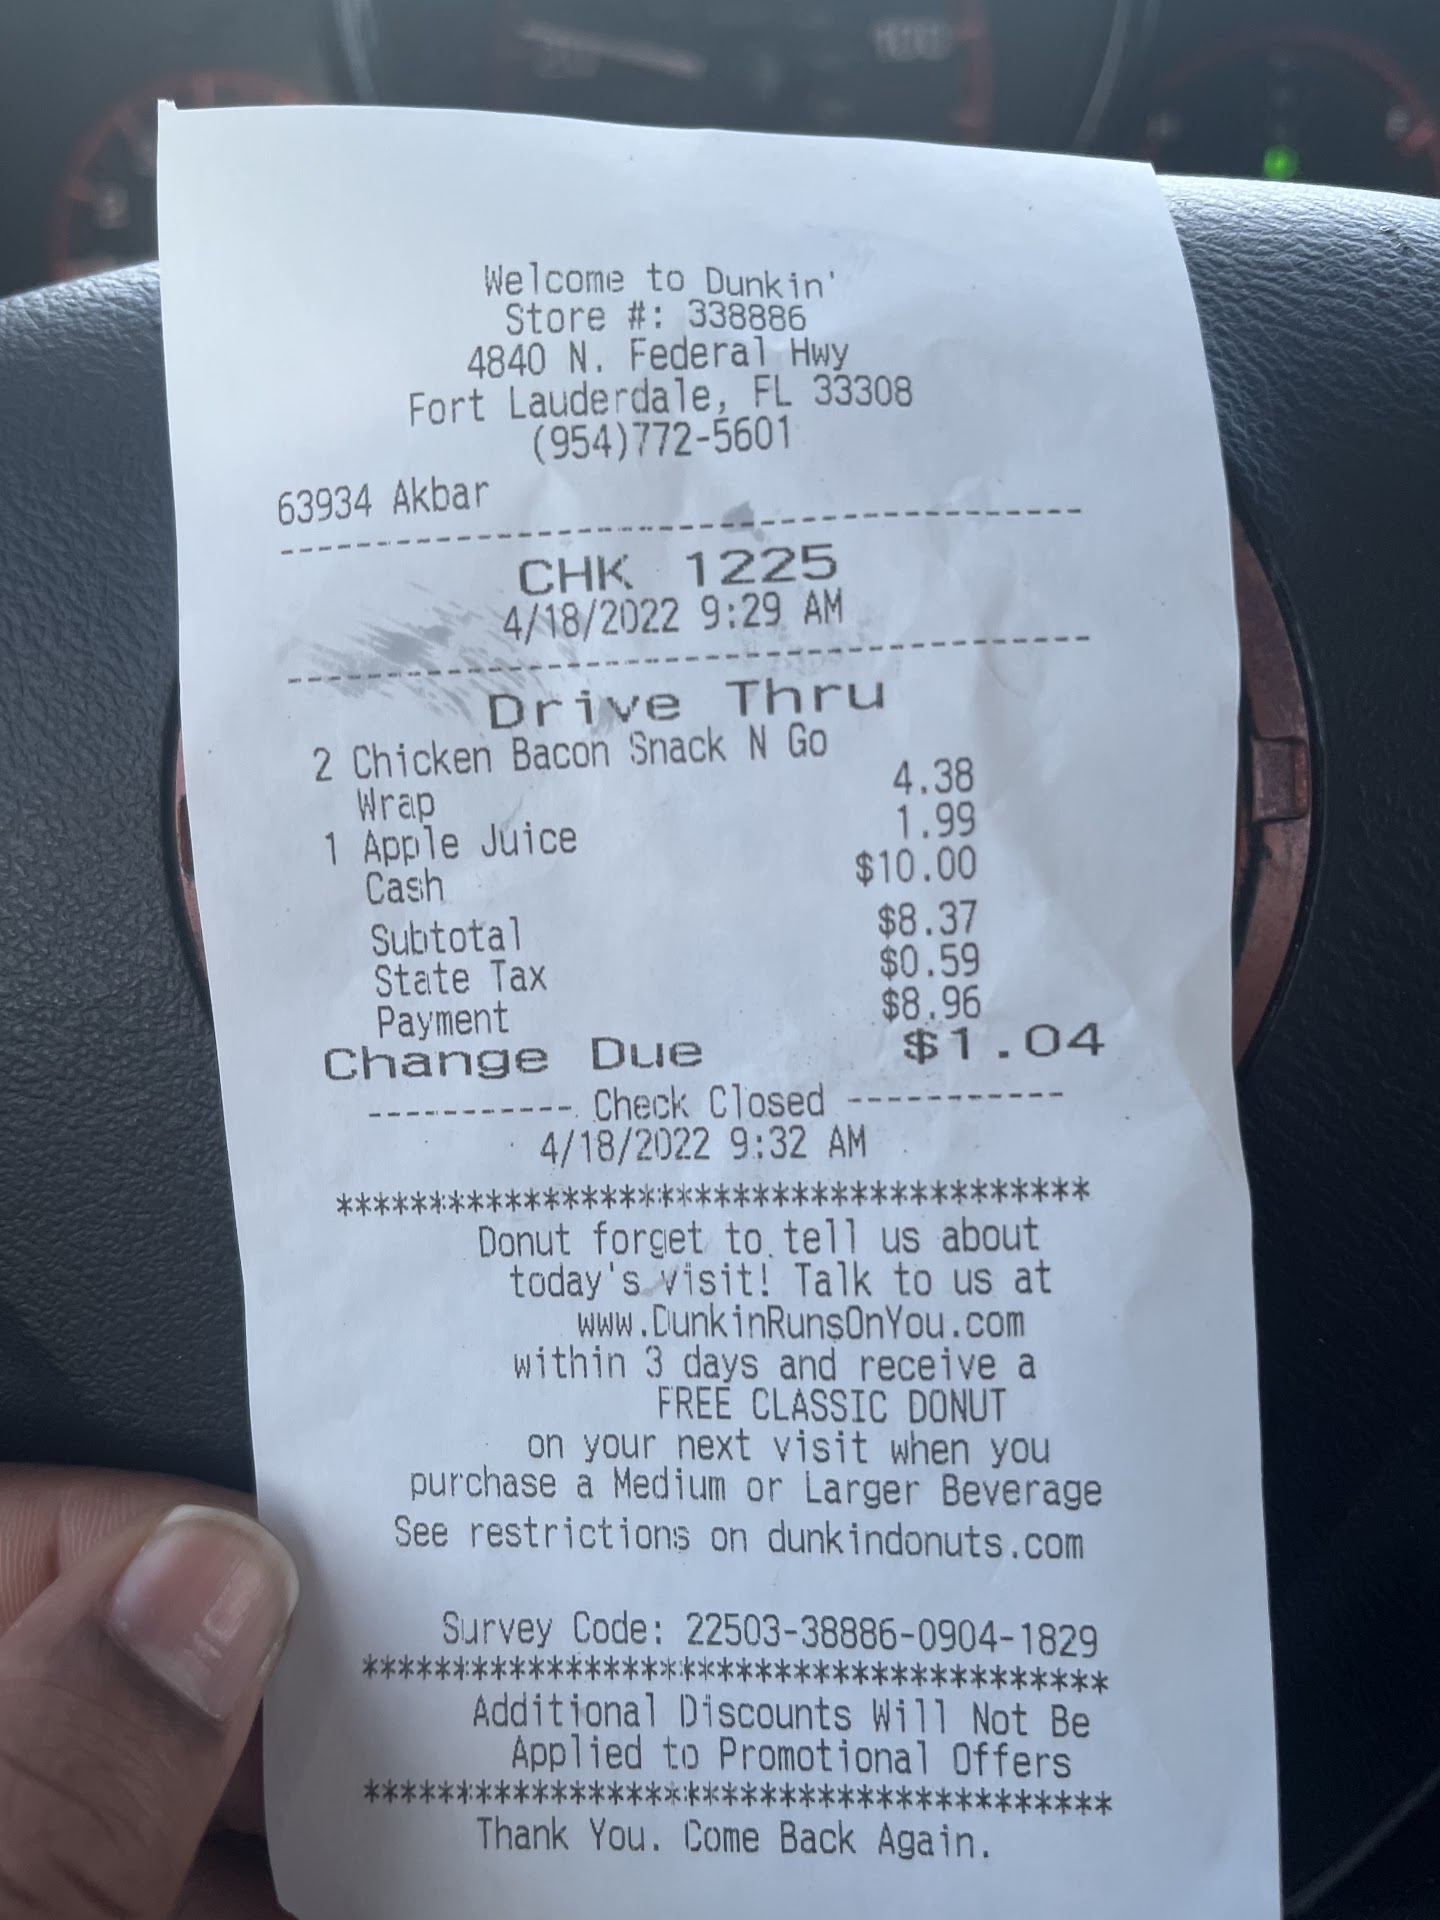 Welcome to Dunkin'
Store #: 338886
4840 N. Federal Hwy
Fort Lauderdale, FL 33308
(954)772-5601
63934 Akbar
--------------------------------------
CHK 1225
4/18/2022 9:29 AM
--------------------------------------
Drive Thru
2 Chicken Bacon Snack N Go
Wrap 4.38
1 Apple Juice 1.99
Cash $10.00
Subtotal $8.37
State Tax $0.59
Payment $8.96
Change Due $1.04
----------- Check Closed -----------
4/18/2022 9:32 AM
****************************************
Donut forget to tell us about
today's visit! Talk to us at
www.DunkinRunsOnYou.com
within 3 days and receive a
FREE CLASSIC DONUT
on your next visit when you
purchase a Medium or Larger Beverage
See restrictions on dunkindonuts.com
Survey Code: 22503-38886-0904-1829
****************************************
Additional Discounts Will Not Be
Applied to Promotional Offers
****************************************
Thank You. Come Back Again.